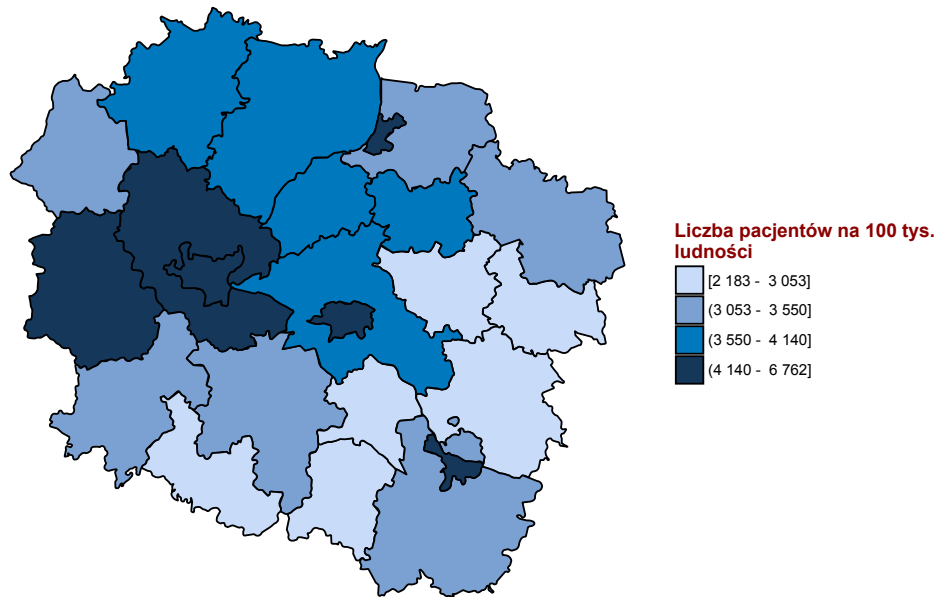 Liczba pacjentów na 100 tys.
ludności
[2 183 - 3 053]
(3 053 - 3 550]
(3 550 - 4 140]
(4 140 - 6 762]